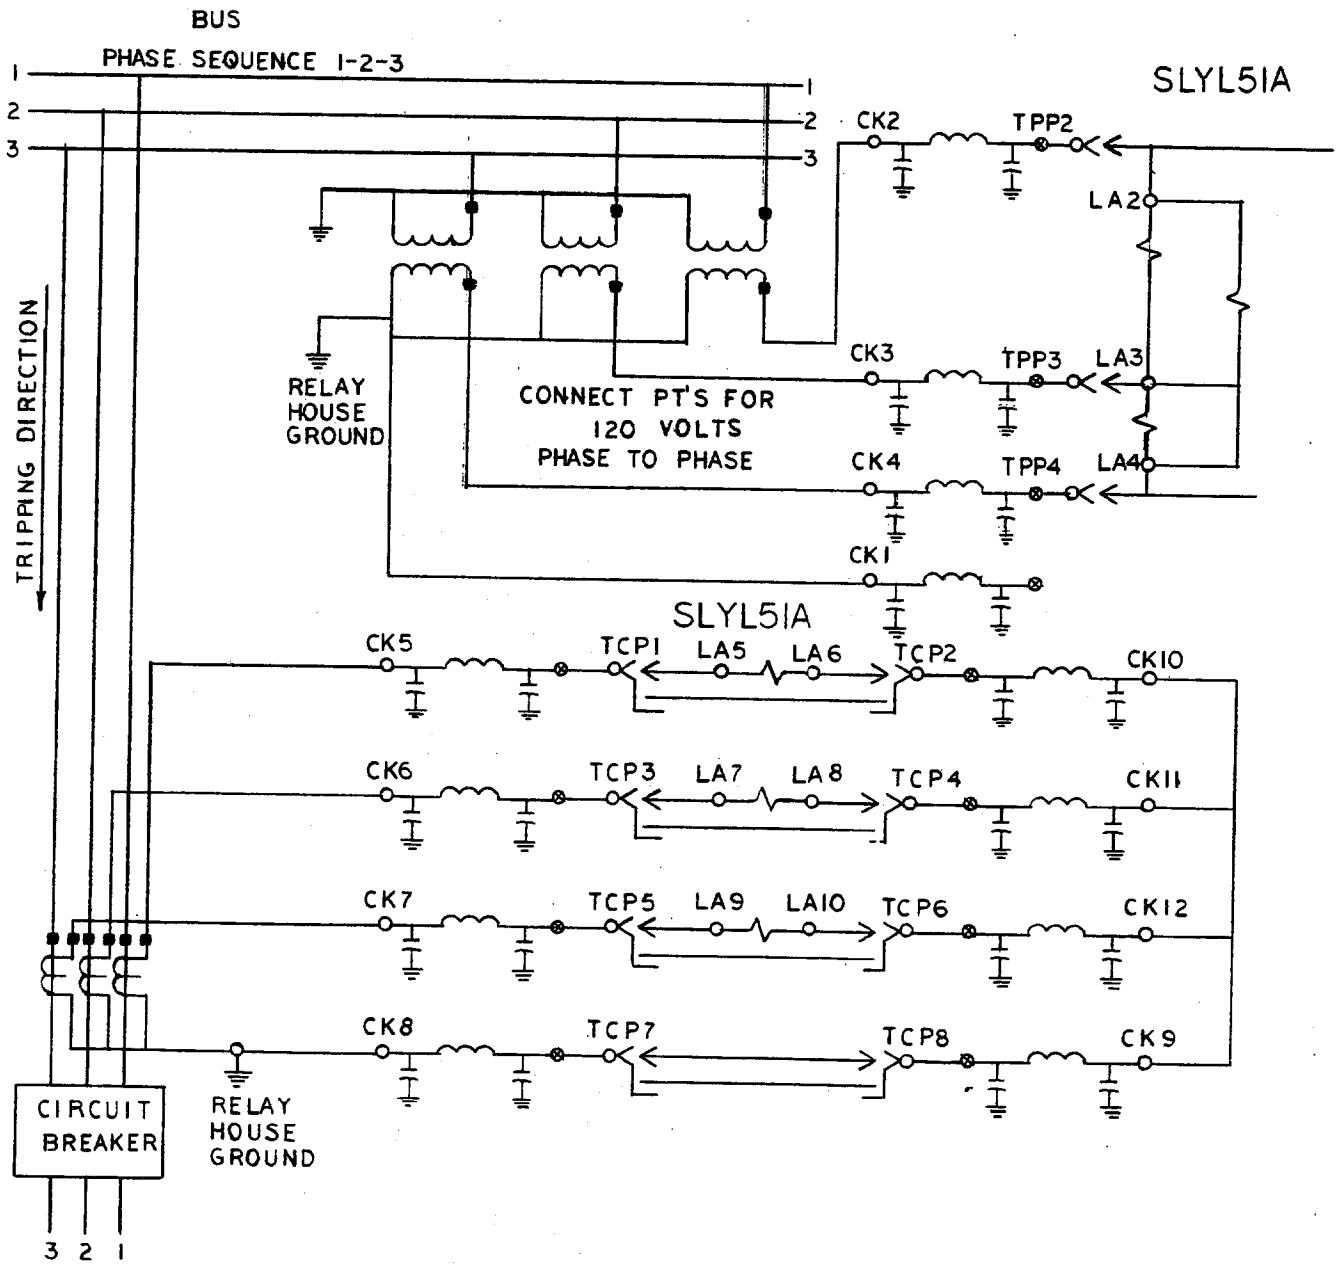 BUS
PHASE SEQUENCE 1-2-3
1
1
2
2
3
3
SLYL51A
CK2
TPP2
LA2
CK3
TPP3
LA3
RELAY
HOUSE
GROUND
CONNECT PT'S FOR
120 VOLTS
PHASE TO PHASE
CK4
TPP4
LA4
TRIPPING DIRECTION
CK1
SLYL51A
CK5
TCP1
LA5
LA6
TCP2
CK10
CK6
TCP3
LA7
LA8
TCP4
CK11
CK7
TCP5
LA9
LA10
TCP6
CK12
CK8
TCP7
TCP8
CK9
CIRCUIT
BREAKER
RELAY
HOUSE
GROUND
3 2 1